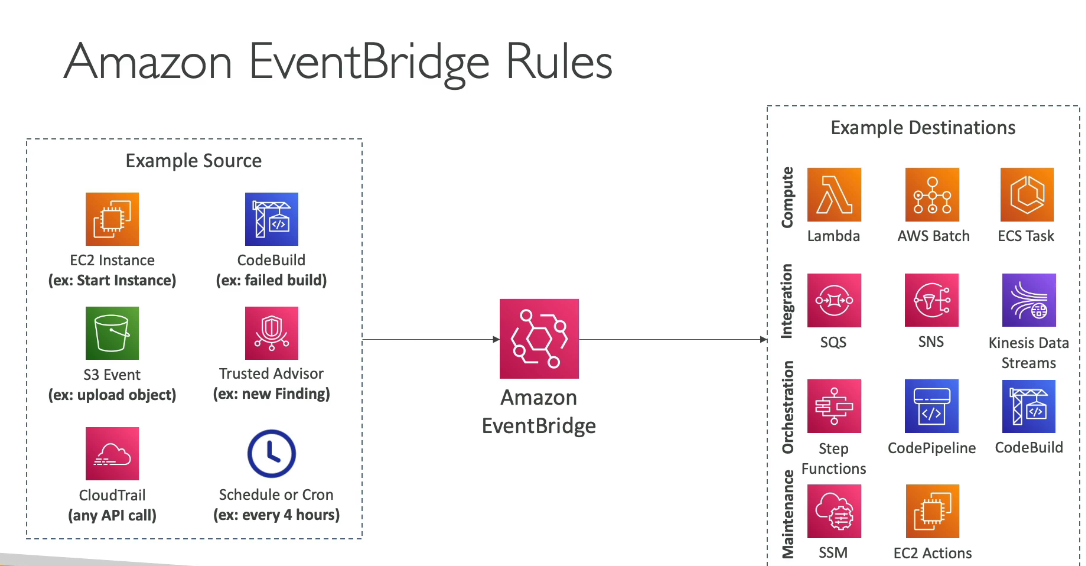 Amazon EventBridge Rules
Example Source
EC2 Instance
(ex: Start Instance)
CodeBuild
(ex: failed build)
S3 Event
(ex: upload object)
Trusted Advisor
(ex: new Finding)
CloudTrail
(any API call)
Schedule or Cron
(ex: every 4 hours)
Amazon
EventBridge
Example Destinations
Compute
Lambda
AWS Batch
ECS Task
Integration
SQS
SNS
Kinesis Data
Streams
Orchestration
Step
Functions
CodePipeline
CodeBuild
Maintenance
SSM
EC2 Actions